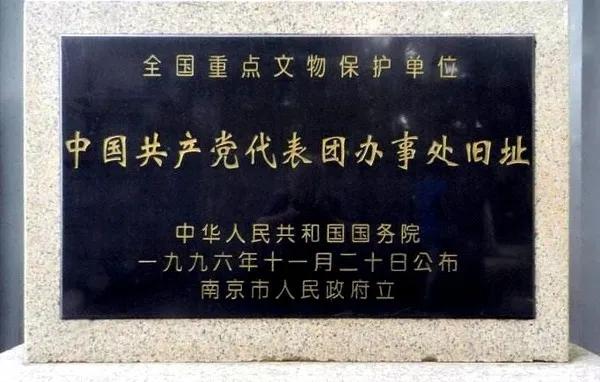 全国重点文物保护单位
中国共产党代表团办事处旧址
中华人民共和国国务院
一九九六年十一月二十日公布
南京市人民政府立